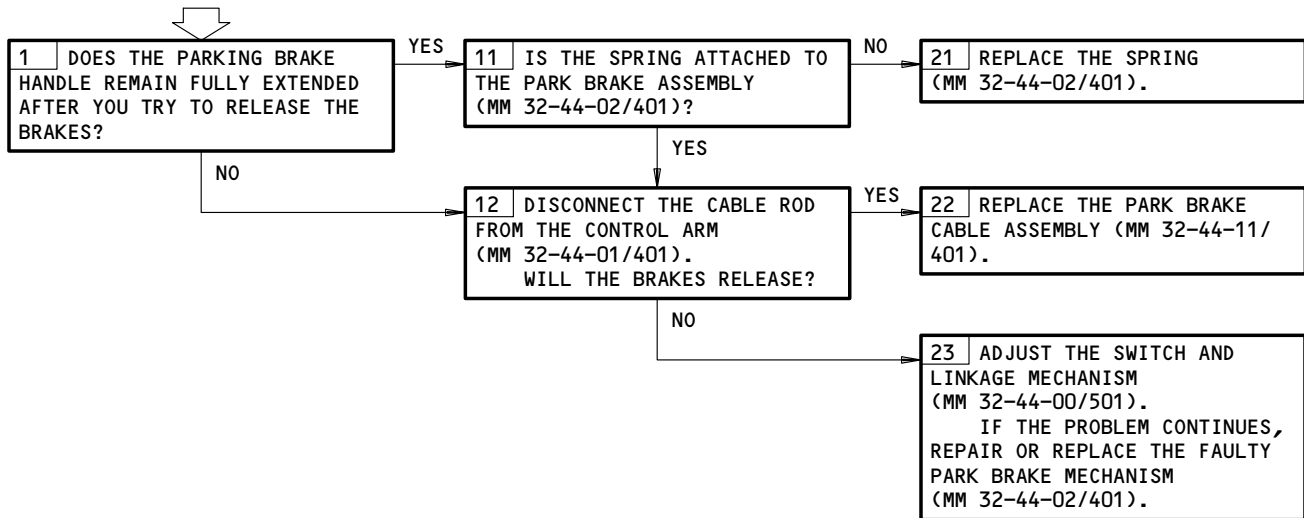 1 DOES THE PARKING BRAKE
HANDLE REMAIN FULLY EXTENDED
AFTER YOU TRY TO RELEASE THE
BRAKES?
YES
NO
11 IS THE SPRING ATTACHED TO
THE PARK BRAKE ASSEMBLY
(MM 32-44-02/401)?
NO
YES
21 REPLACE THE SPRING
(MM 32-44-02/401).
12 DISCONNECT THE CABLE ROD
FROM THE CONTROL ARM
(MM 32-44-01/401).
WILL THE BRAKES RELEASE?
YES
NO
22 REPLACE THE PARK BRAKE
CABLE ASSEMBLY (MM 32-44-11/
401).
23 ADJUST THE SWITCH AND
LINKAGE MECHANISM
(MM 32-44-00/501).
IF THE PROBLEM CONTINUES,
REPAIR OR REPLACE THE FAULTY
PARK BRAKE MECHANISM
(MM 32-44-02/401).